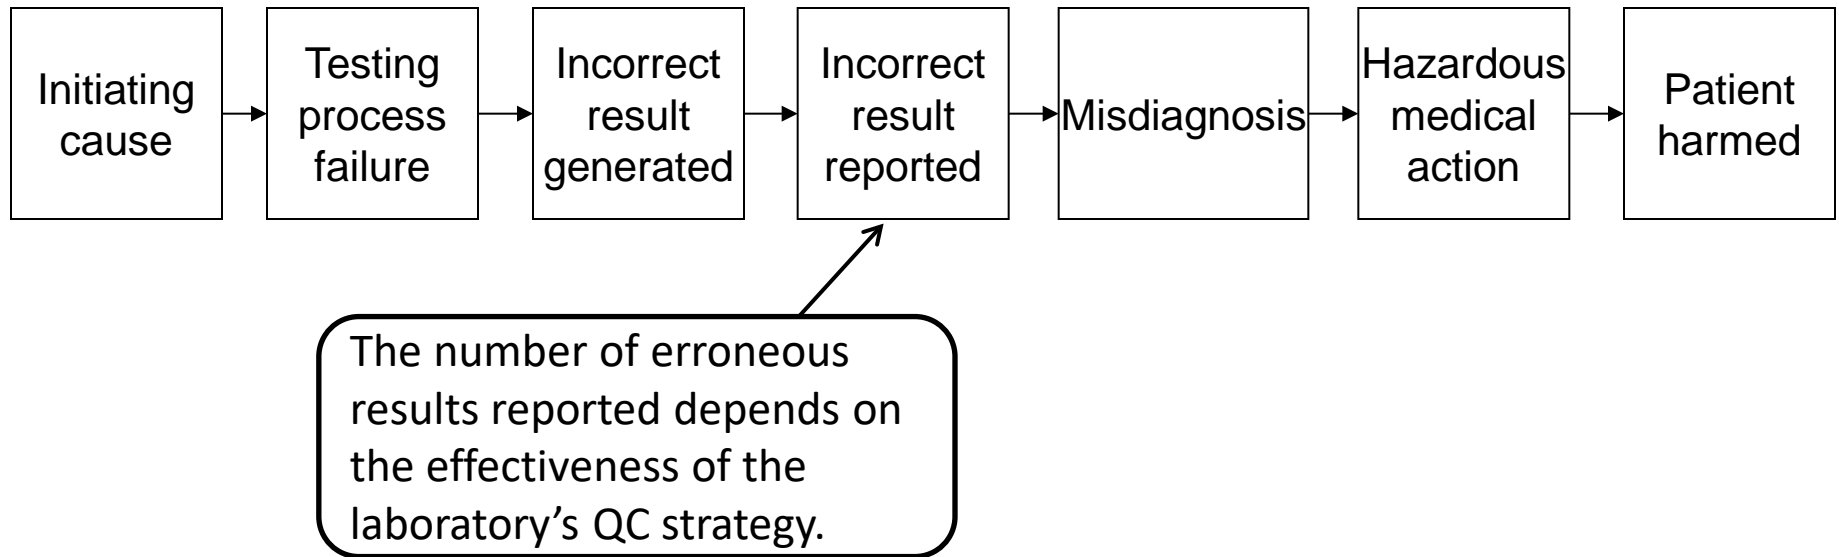 Initiating
cause
Testing
process
failure
Incorrect
result
generated
Incorrect
result
reported
Misdiagnosis
Hazardous
medical
action
Patient
harmed
The number of erroneous
results reported depends on
the effectiveness of the
laboratory’s QC strategy.